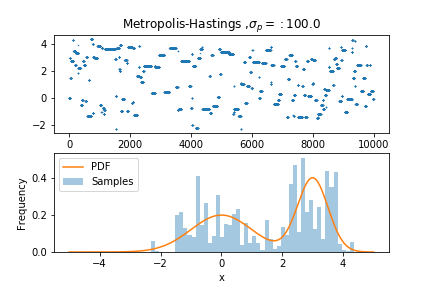 Metropolis-Hastings ,σp = : 100.0
4
2
0
−2
0 2000 4000 6000 8000 10000
PDF
Samples
Frequency
0.4
0.2
0.0
−4 −2 0 2 4
x